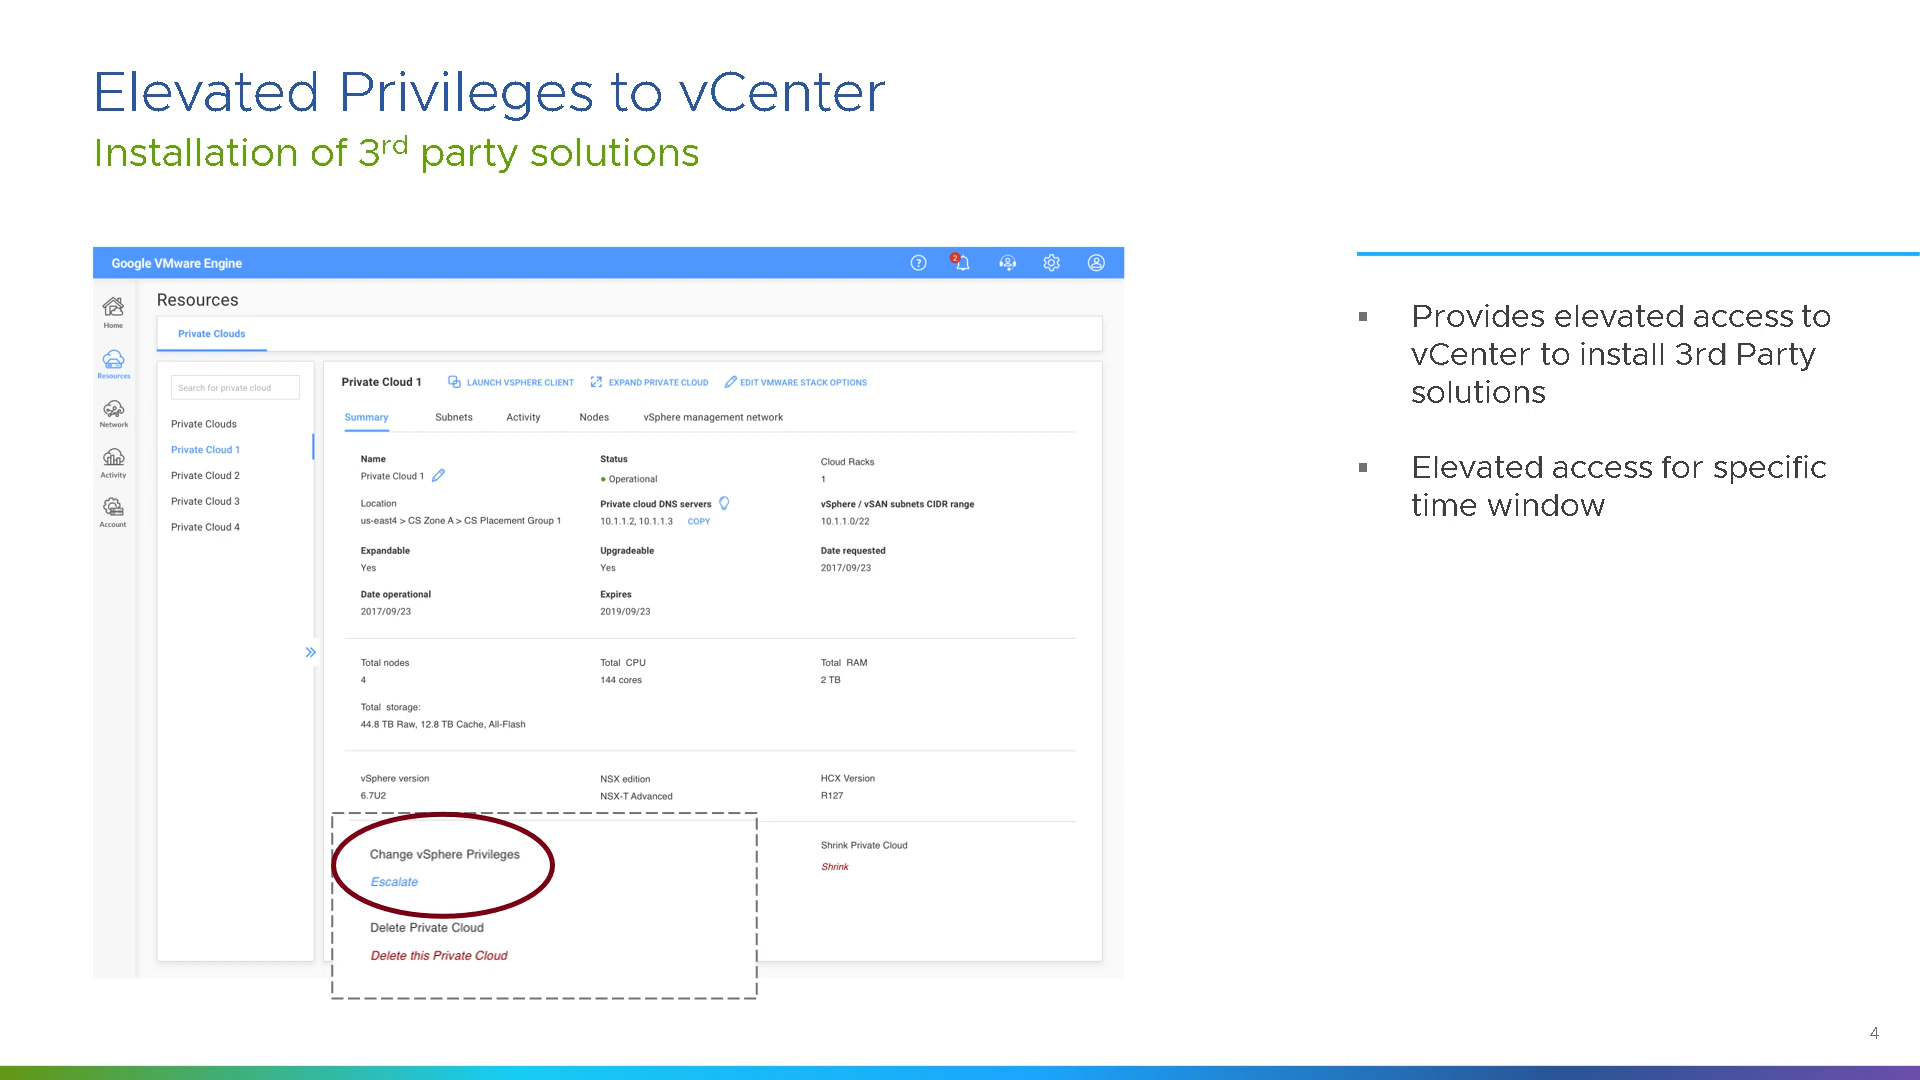 Elevated Privileges to vCenter
Installation of 3rd party solutions
Google VMware Engine
2
Home
Resources
Network
Activity
Account
Resources
Private Clouds
Search for private cloud
Private Clouds
Private Cloud 1
Private Cloud 2
Private Cloud 3
Private Cloud 4
Private Cloud 1 LAUNCH VSPHERE CLIENT EXPAND PRIVATE CLOUD EDIT VMWARE STACK OPTIONS
Summary Subnets Activity Nodes vSphere management network
Name Status Cloud Racks
Private Cloud 1 Operational 1
Location Private cloud DNS servers vSphere / vSAN subnets CIDR range
us-east4 > CS Zone A > CS Placement Group 1 10.1.1.2, 10.1.1.3 COPY 10.1.1.0/22
Expandable Upgradeable Date requested
Yes Yes 2017/09/23
Date operational Expires
2017/09/23 2019/09/23
Total nodes Total CPU Total RAM
4 144 cores 2 TB
Total storage:
44.8 TB Raw, 12.8 TB Cache, All-Flash
vSphere version NSX edition HCX Version
6.7U2 NSX-T Advanced R127
Change vSphere Privileges
Escalate
Shrink Private Cloud
Shrink
Delete Private Cloud
Delete this Private Cloud
▪ Provides elevated access to
vCenter to install 3rd Party
solutions
▪ Elevated access for specific
time window
4